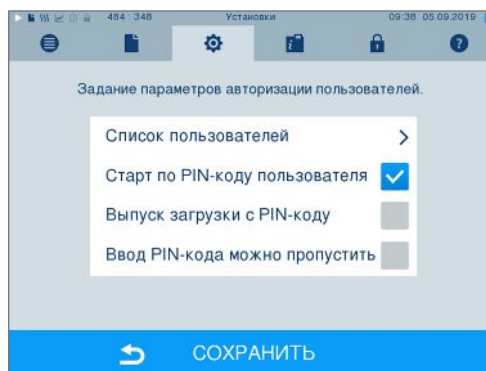 484 : 348 Установки 09:38 05.09.2019
Задание параметров авторизации пользователей.
Список пользователей
Старт по PIN-коду пользователя
Выпуск загрузки с PIN-коду
Ввод PIN-кода можно пропустить
СОХРАНИТЬ